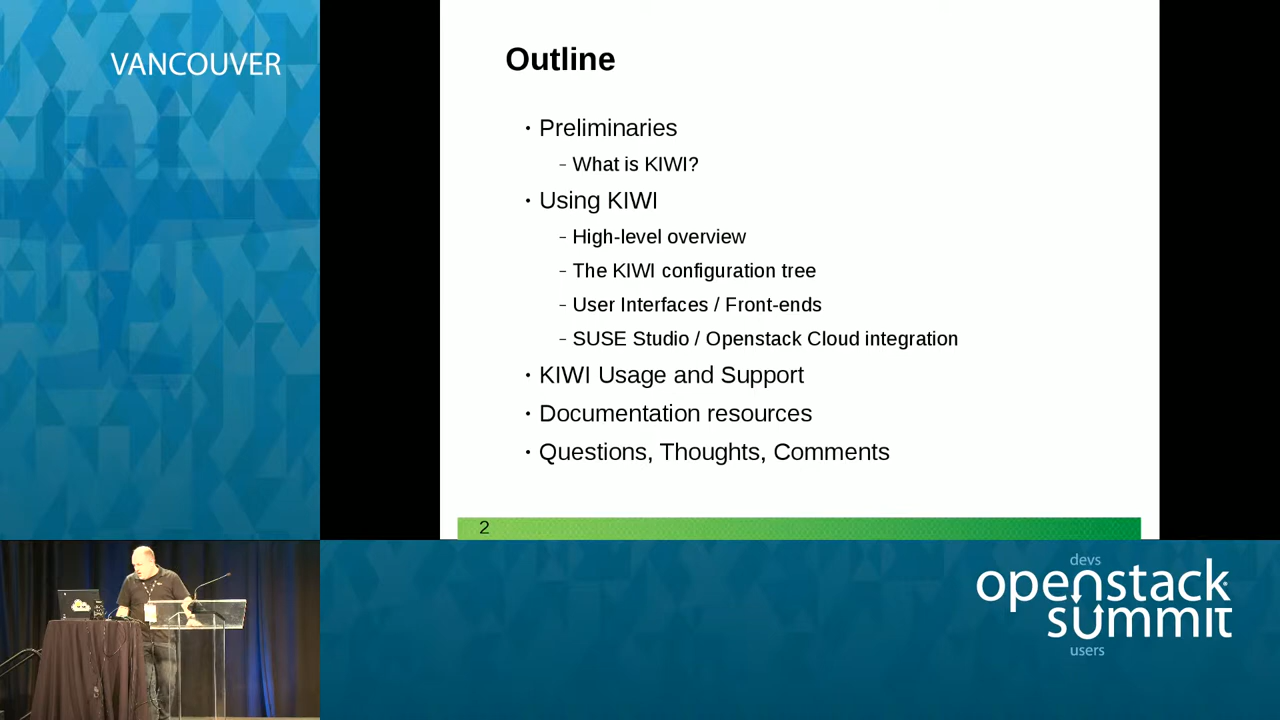 VANCOUVER
Outline
• Preliminaries
– What is KIWI?
• Using KIWI
– High-level overview
– The KIWI configuration tree
– User Interfaces / Front-ends
– SUSE Studio / Openstack Cloud integration
• KIWI Usage and Support
• Documentation resources
• Questions, Thoughts, Comments
2
devs
openstack
summit
users